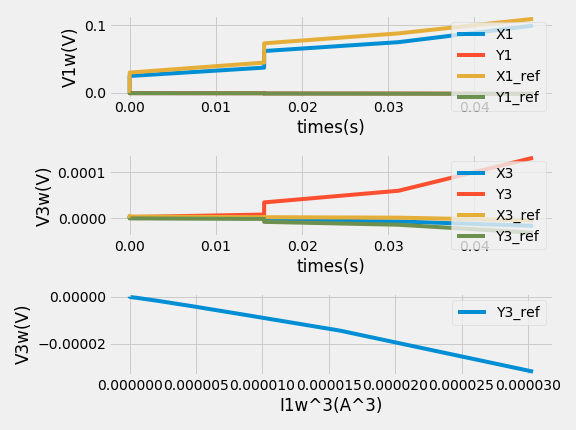 V1w(V)
0.1
0.0
X1
Y1
X1_ref
Y1_ref
0.00 0.01 0.02 0.03 0.04
times(s)
V3w(V)
0.0001
0.0000
X3
Y3
X3_ref
Y3_ref
0.00 0.01 0.02 0.03 0.04
times(s)
V3w(V)
0.00000
−0.00002
Y3_ref
0.000000 0.000005 0.000010 0.000015 0.000020 0.000025 0.000030
I1w^3(A^3)